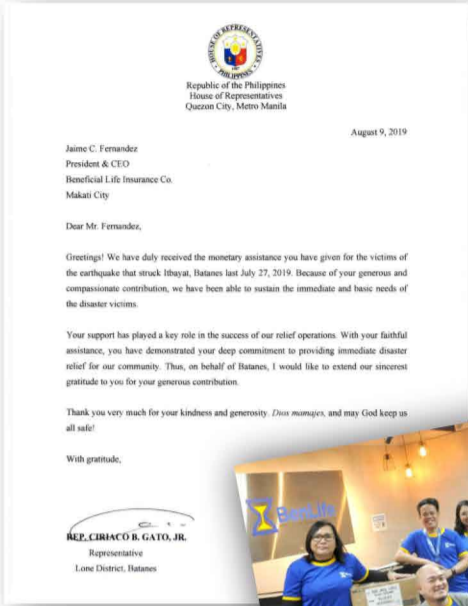 HOUSE OF REPRESENTATIVES
PHILIPPINES
Republic of the Philippines
House of Representatives
Quezon City, Metro Manila
August 9, 2019
Jaime C. Fernandez
President & CEO
Beneficial Life Insurance Co.
Makati City
Dear Mr. Fernandez,
Greetings! We have duly received the monetary assistance you have given for the victims of
the earthquake that struck Itbayat, Batanes last July 27, 2019. Because of your generous and
compassionate contribution, we have been able to sustain the immediate and basic needs of
the disaster victims.
Your support has played a key role in the success of our relief operations. With your faithful
assistance, you have demonstrated your deep commitment to providing immediate disaster
relief for our community. Thus, on behalf of Batanes, I would like to extend our sincerest
gratitude to you for your generous contribution.
Thank you very much for your kindness and generosity. Dios mamajes, and may God keep us
all safe!
With gratitude,
REP. CIRIACO B. GATO, JR.
Representative
Lone District, Batanes
BenLife